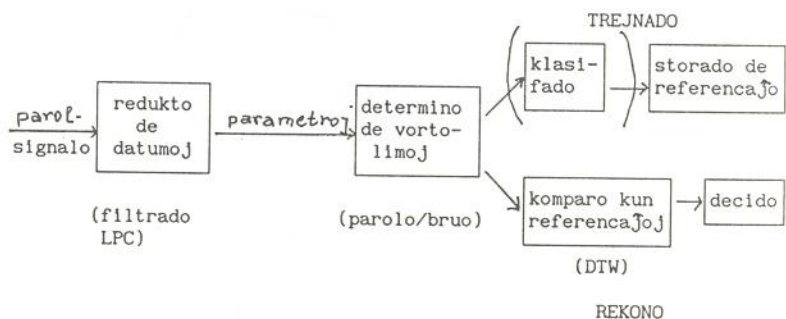 TREJNADO
parol-
signalo
redukto
de
datumoj
(filtrado
LPC)
parametroj
determino
de vorto-
limoj
(parolo/bruo)
klasi-
fado
storado de
referencaĵo
komparo kun
referencaĵoj
(DTW)
decido
REKONO